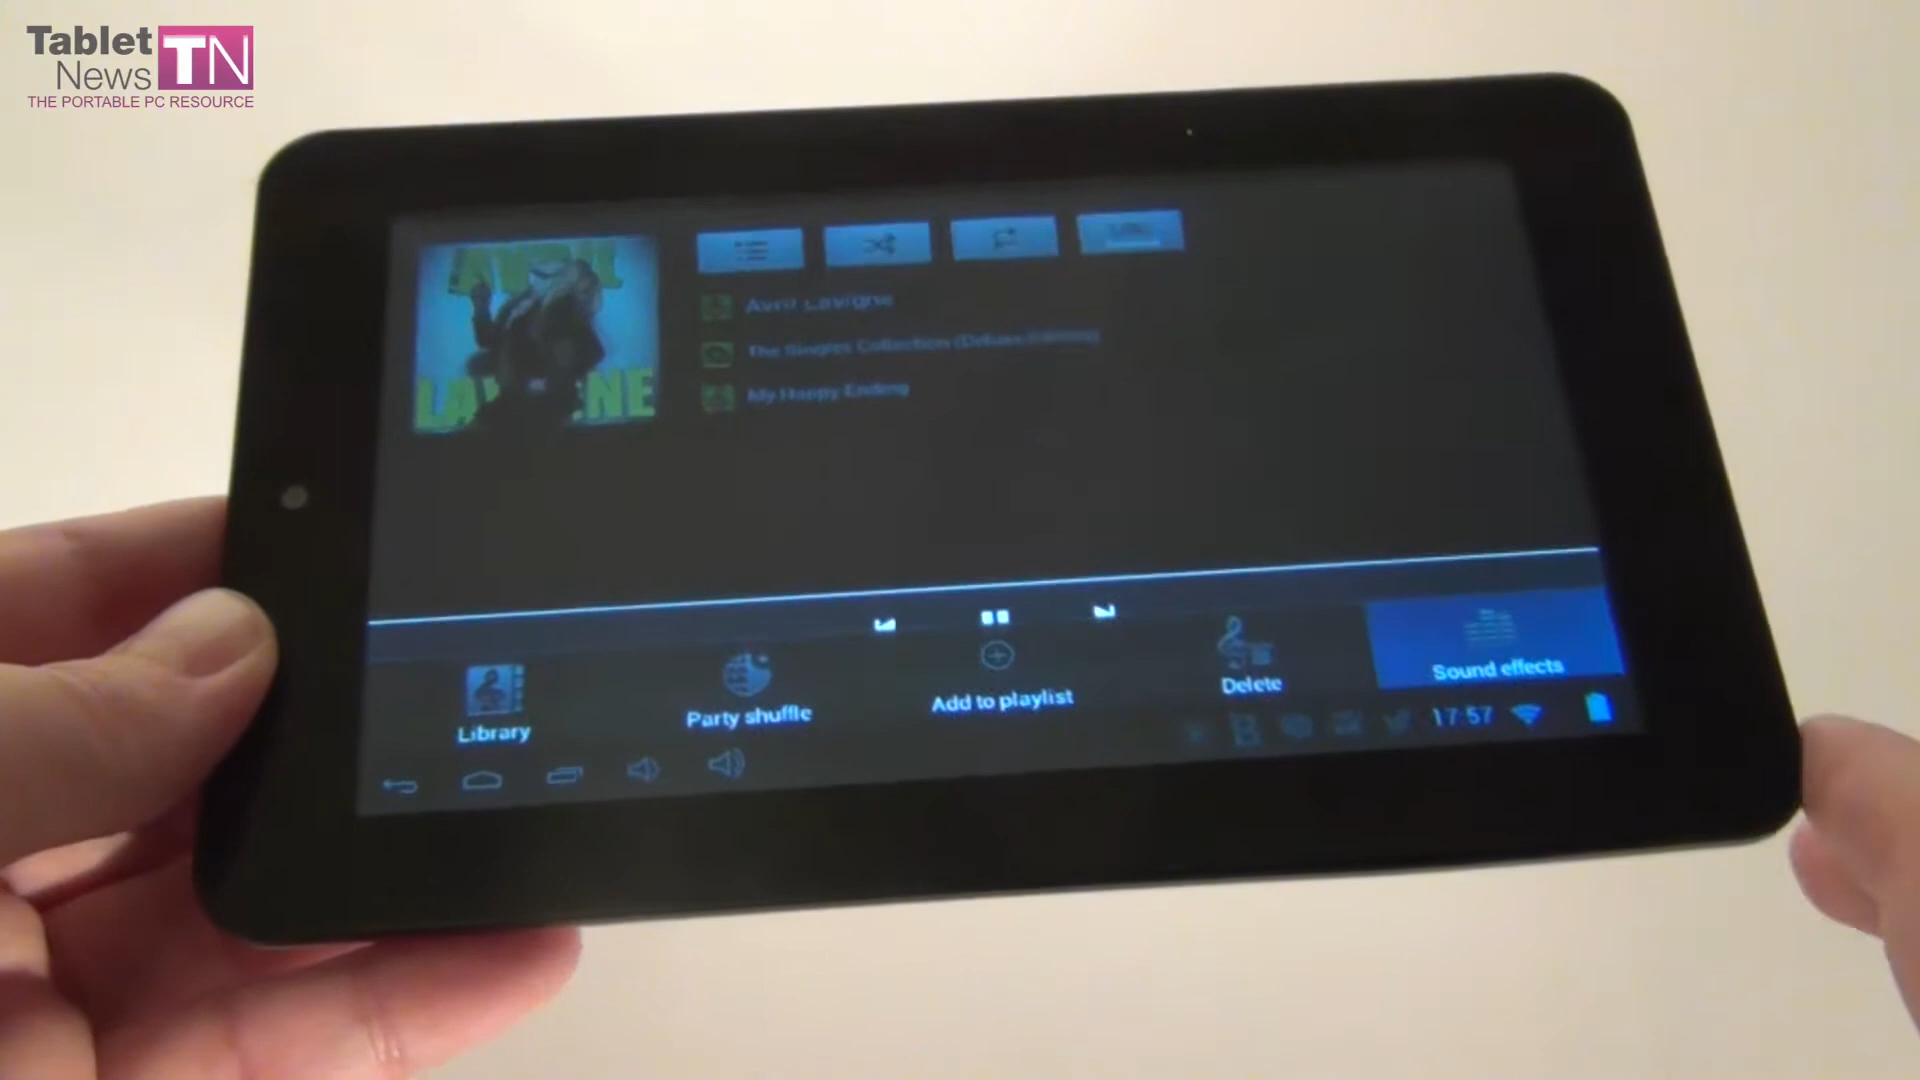 Tablet
News TN
THE PORTABLE PC RESOURCE
AVRIL
Avril Lavigne
The Singles Collection (Deluxe Edition)
My Happy Ending
Library
Party shuffle
Add to playlist
Delete
Sound effects
17:57